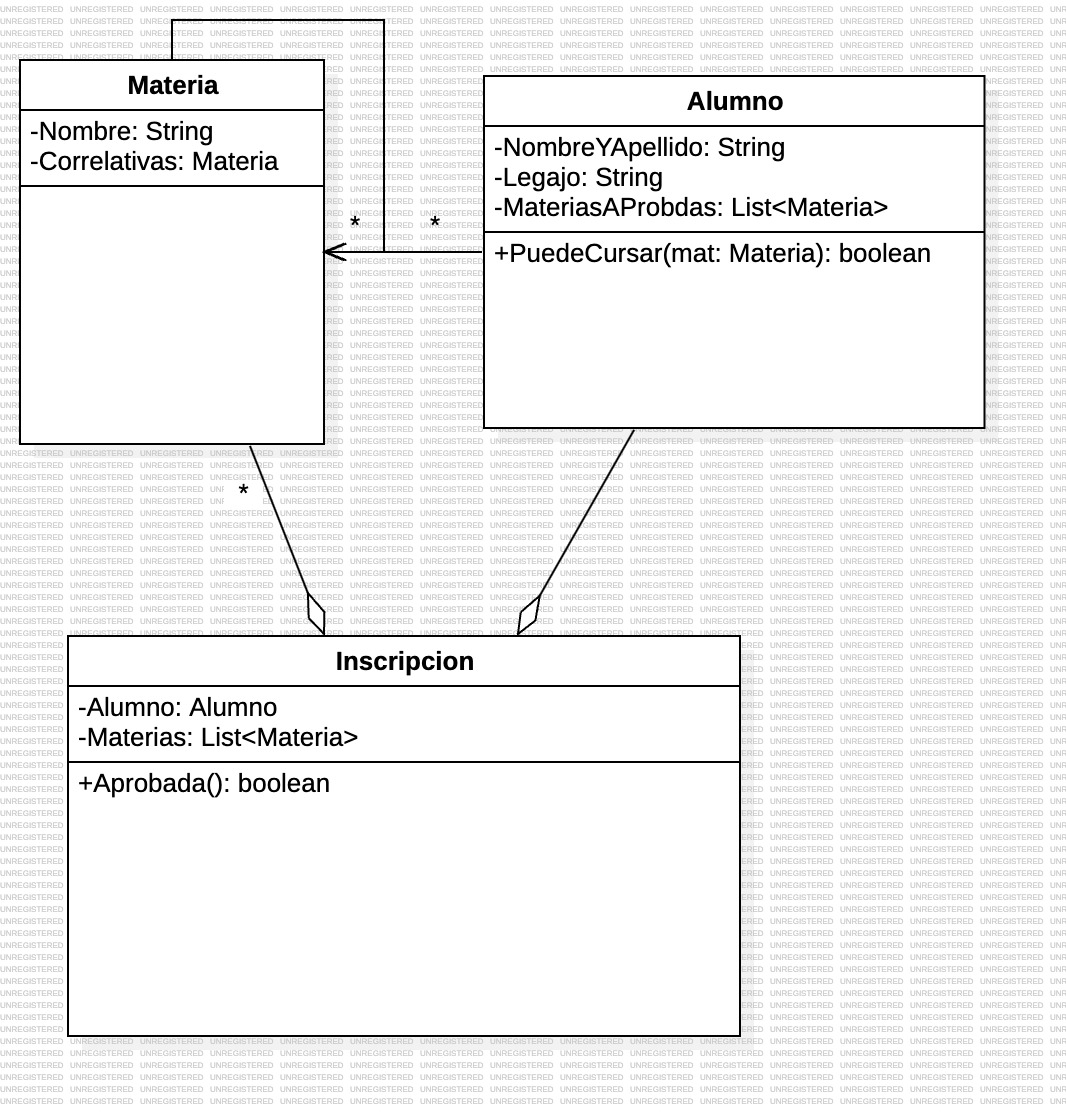 Materia
-Nombre: String
-Correlativas: Materia
*
*
Alumno
-NombreYApellido: String
-Legajo: String
-MateriasAProbdas: List<Materia>
+PuedeCursar(mat: Materia): boolean
*
Inscripcion
-Alumno: Alumno
-Materias: List<Materia>
+Aprobada(): boolean
UNREGISTERED